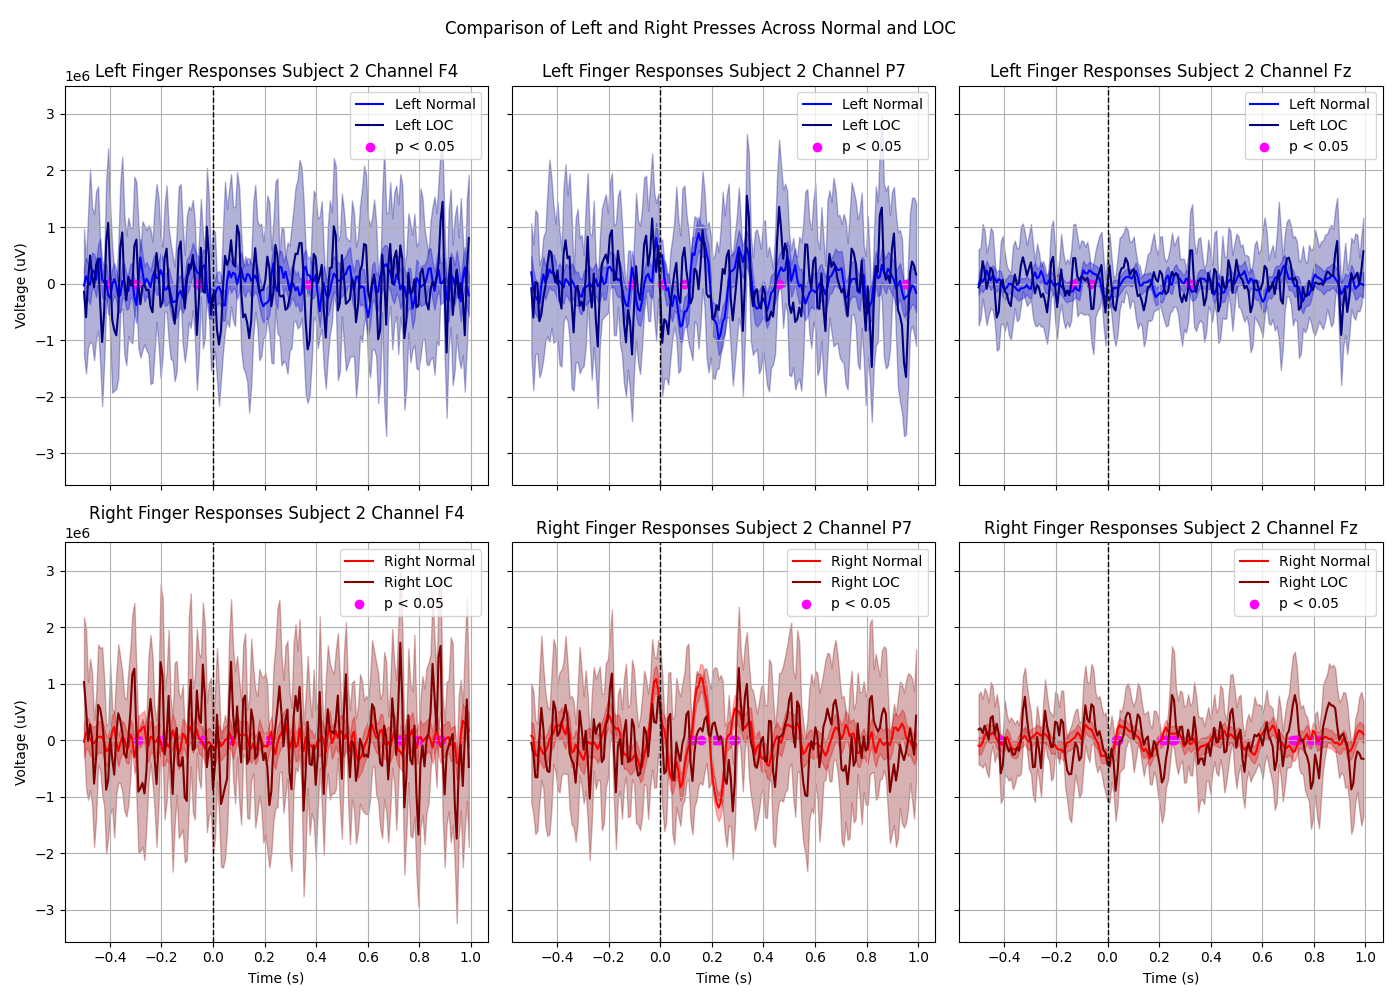 Comparison of Left and Right Presses Across Normal and LOC
Left Finger Responses Subject 2 Channel F4
Left Finger Responses Subject 2 Channel P7
Left Finger Responses Subject 2 Channel Fz
1e6
Left Normal
Left LOC
p < 0.05
Left Normal
Left LOC
p < 0.05
Left Normal
Left LOC
p < 0.05
3
2
1
0
−1
−2
−3
Voltage (uV)
Right Finger Responses Subject 2 Channel F4
Right Finger Responses Subject 2 Channel P7
Right Finger Responses Subject 2 Channel Fz
1e6
Right Normal
Right LOC
p < 0.05
Right Normal
Right LOC
p < 0.05
Right Normal
Right LOC
p < 0.05
3
2
1
0
−1
−2
−3
Voltage (uV)
−0.4 −0.2 0.0 0.2 0.4 0.6 0.8 1.0
−0.4 −0.2 0.0 0.2 0.4 0.6 0.8 1.0
−0.4 −0.2 0.0 0.2 0.4 0.6 0.8 1.0
Time (s)
Time (s)
Time (s)